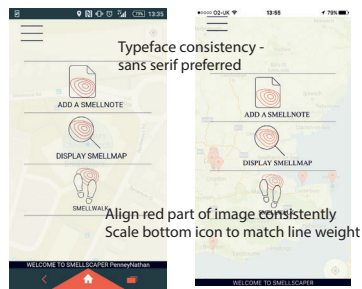 79% 13:35
●●●○○ O2-UK 13:55 79%
Typeface consistency -
sans serif preferred
ADD A SMELLNOTE
ADD A SMELLNOTE
DISPLAY SMELLMAP
DISPLAY SMELLMAP
SMELLWALK
Align red part of image consistently
Scale bottom icon to match line weight
WELCOME TO SMELLSCAPER PenneyNathan
WELCOME TO SMELLSCAPER